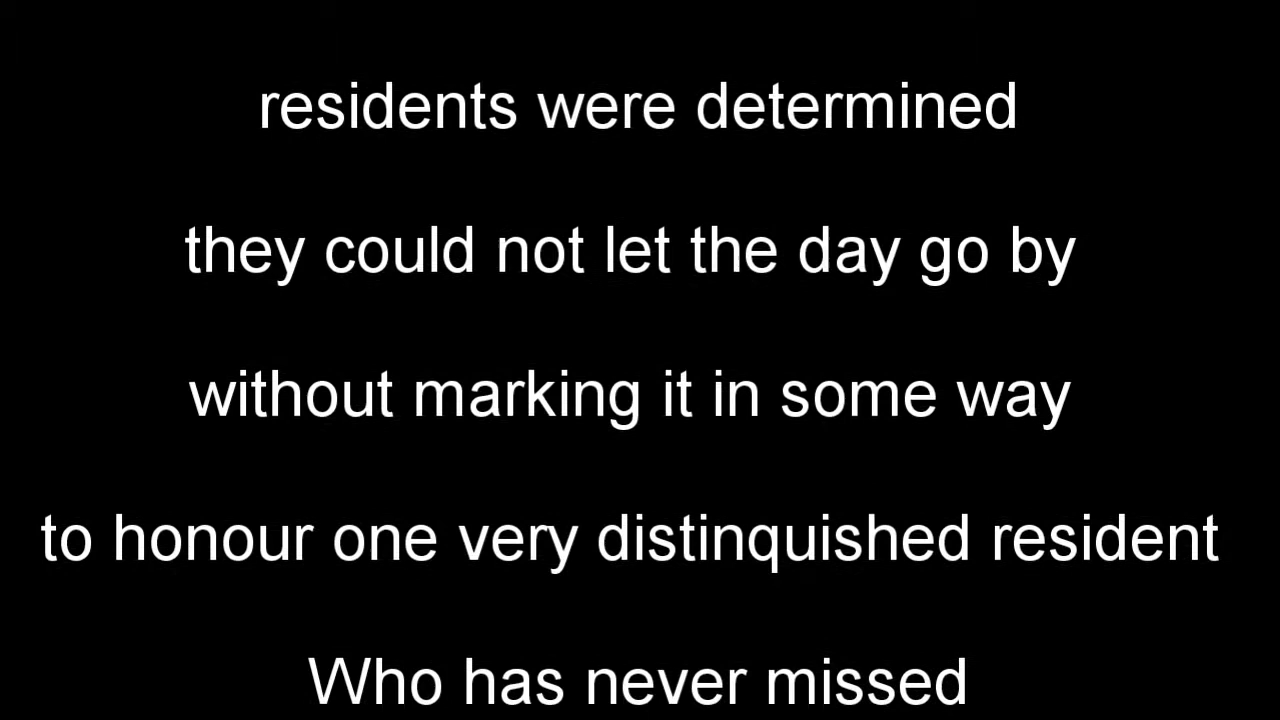 residents were determined
they could not let the day go by
without marking it in some way
to honour one very distinquished resident
Who has never missed